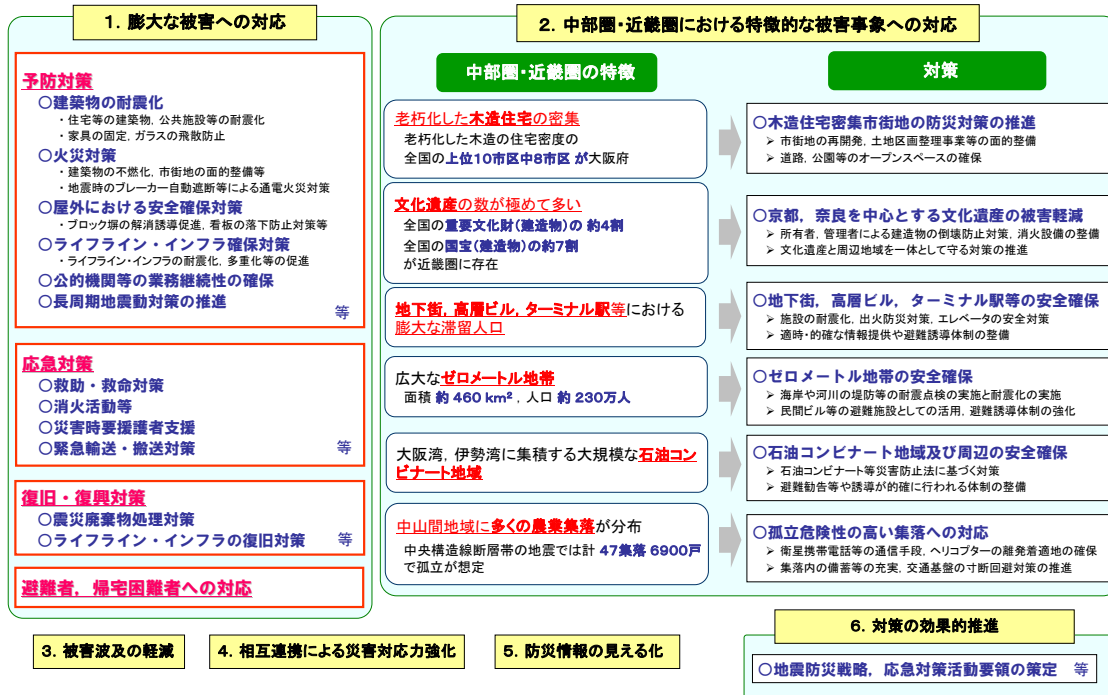 1．膨大な被害への対応
予防対策
○建築物の耐震化
・住宅等の建築物，公共施設等の耐震化
・家具の固定，ガラスの飛散防止
○火災対策
・建築物の不燃化，市街地の面的整備等
・地震時のブレーカー自動遮断等による通電火災対策
○屋外における安全確保対策
・ブロック塀の解消誘導促進，看板の落下防止対策等
○ライフライン・インフラ確保対策
・ライフライン・インフラの耐震化，多重化等の促進
○公的機関等の業務継続性の確保
○長周期地震動対策の推進
等
応急対策
○救助・救命対策
○消火活動等
○災害時要援護者支援
○緊急輸送・搬送対策
等
復旧・復興対策
○震災廃棄物処理対策
○ライフライン・インフラの復旧対策 等
避難者，帰宅困難者への対応
2．中部圏・近畿圏における特徴的な被害事象への対応
中部圏・近畿圏の特徴
対策
老朽化した木造住宅の密集
老朽化した木造の住宅密度の
全国の上位10市区中8市区 が大阪府
○木造住宅密集市街地の防災対策の推進
➢ 市街地の再開発，土地区画整理事業等の面的整備
➢ 道路，公園等のオープンスペースの確保
文化遺産の数が極めて多い
全国の重要文化財（建造物）の 約4割
全国の国宝（建造物）の約7割
が近畿圏に存在
○京都，奈良を中心とする文化遺産の被害軽減
➢ 所有者，管理者による建造物の倒壊防止対策，消火設備の整備
➢ 文化遺産と周辺地域を一体として守る対策の推進
地下街，高層ビル，ターミナル駅等における
膨大な滞留人口
○地下街，高層ビル，ターミナル駅等の安全確保
➢ 施設の耐震化，出火防災対策，エレベータの安全対策
➢ 適時・的確な情報提供や避難誘導体制の整備
広大なゼロメートル地帯
面積 約 460 km²，人口 約 230万人
○ゼロメートル地帯の安全確保
➢ 海岸や河川の堤防等の耐震点検の実施と耐震化の実施
➢ 民間ビル等の避難施設としての活用，避難誘導体制の強化
大阪湾，伊勢湾に集積する大規模な石油コン
ビナート地域
○石油コンビナート地域及び周辺の安全確保
➢ 石油コンビナート等災害防止法に基づく対策
➢ 避難勧告等や誘導が的確に行われる体制の整備
中山間地域に多くの農業集落が分布
中央構造線断層帯の地震では計 47集落 6900戸
で孤立が想定
○孤立危険性の高い集落への対応
➢ 衛星携帯電話等の通信手段，ヘリコプターの離発着適地の確保
➢ 集落内の備蓄等の充実，交通基盤の寸断回避対策の推進
3．被害波及の軽減
4．相互連携による災害対応力強化
5．防災情報の見える化
6．対策の効果的推進
○地震防災戦略，応急対策活動要領の策定 等